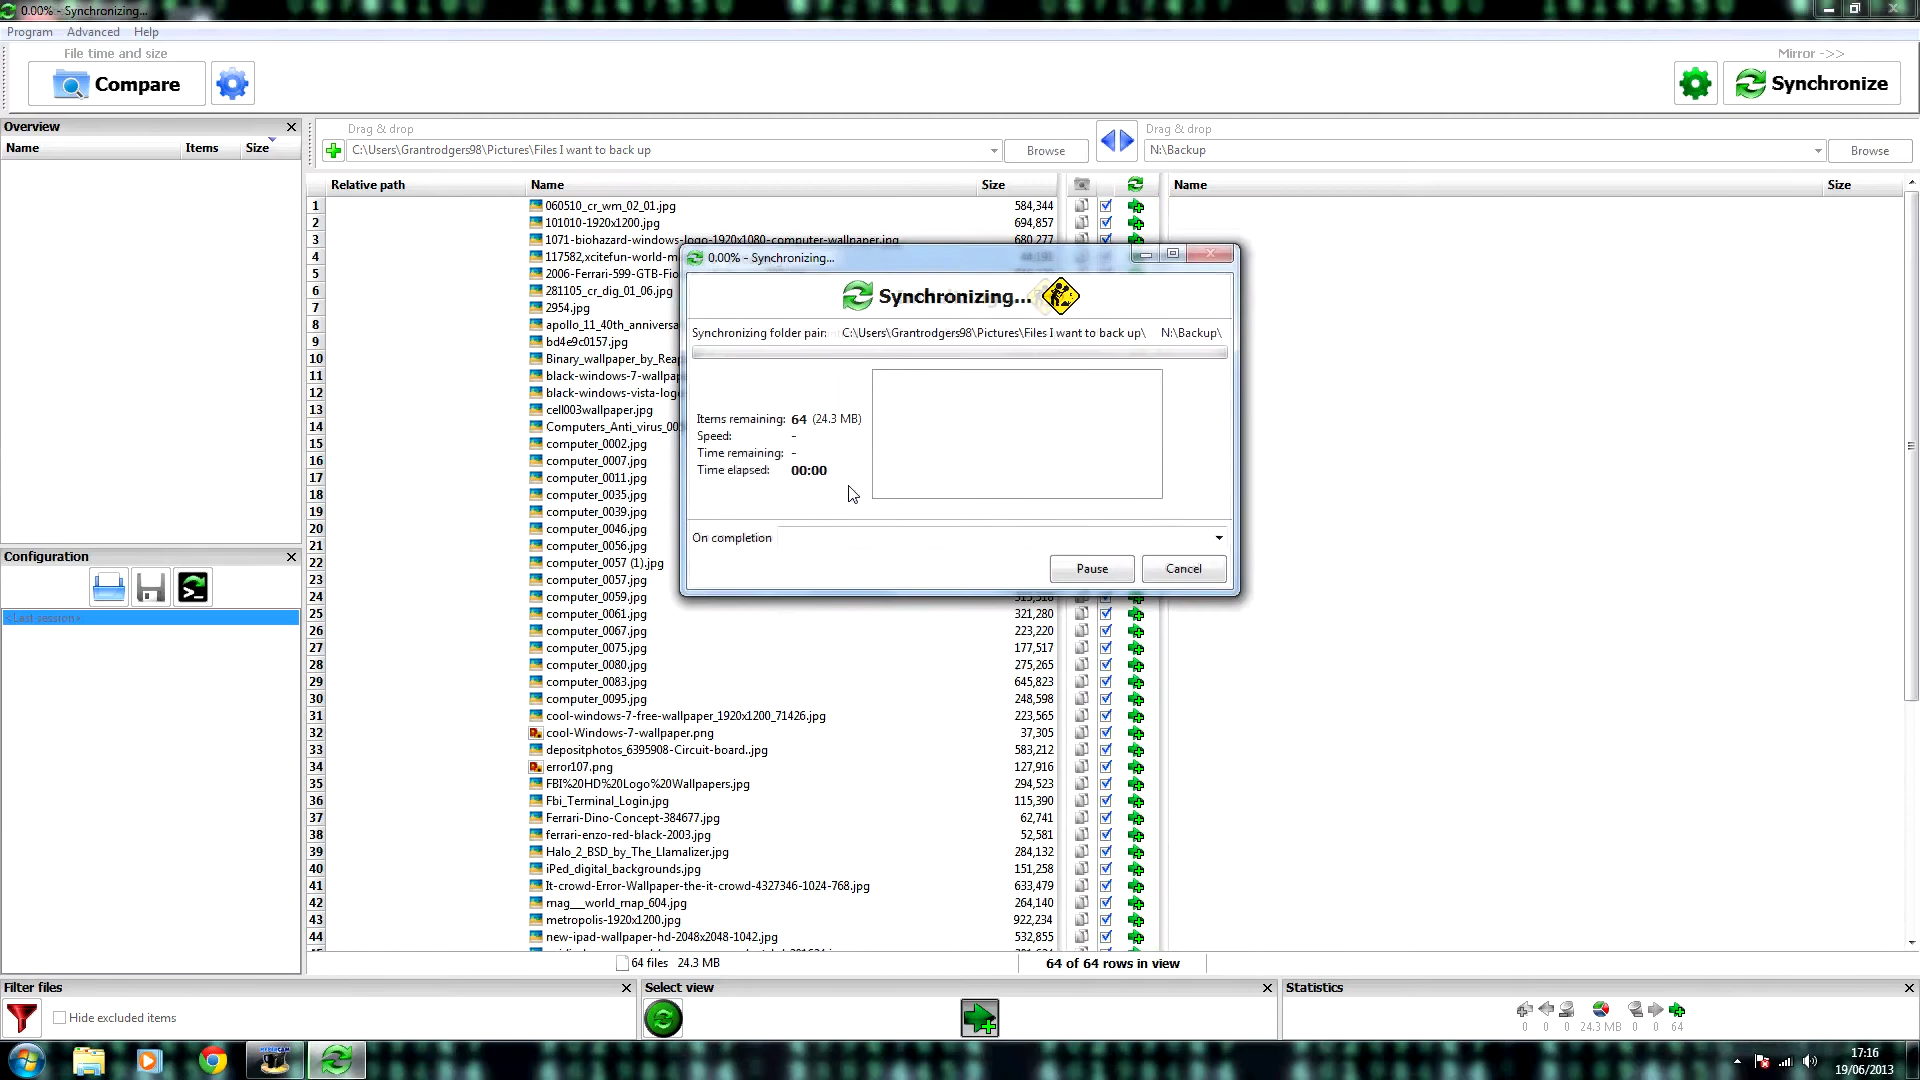 0.00% - Synchronizing...
Program Advanced Help
File time and size
Compare
Mirror ->>
Synchronize
Overview
Name Items Size
Drag & drop
C:\Users\Grantrodgers98\Pictures\Files I want to back up
Browse
Drag & drop
N:\Backup
Browse
Relative path Name Size
Name Size
1 060510_cr_wm_02_01.jpg 584,344
2 101010-1920x1200.jpg 694,857
3 1071-biohazard-windows-logo-1920x1080-computer-wallpaper.jpg 680,277
4 117582,xcitefun-world-m
5 2006-Ferrari-599-GTB-Fio
6 281105_cr_dig_01_06.jpg
7 2954.jpg
8 apollo_11_40th_anniversa
9 bd4e9c0157.jpg
10 Binary_wallpaper_by_Reap
11 black-windows-7-wallpap
12 black-windows-vista-logo
13 cell003wallpaper.jpg
14 Computers_Anti_virus_00
15 computer_0002.jpg
16 computer_0007.jpg
17 computer_0011.jpg
18 computer_0035.jpg
19 computer_0039.jpg
20 computer_0046.jpg
21 computer_0056.jpg
22 computer_0057 (1).jpg
23 computer_0057.jpg
24 computer_0059.jpg
25 computer_0061.jpg 321,280
26 computer_0067.jpg 223,220
27 computer_0075.jpg 177,517
28 computer_0080.jpg 275,265
29 computer_0083.jpg 645,823
30 computer_0095.jpg 248,598
31 cool-windows-7-free-wallpaper_1920x1200_71426.jpg 223,565
32 cool-Windows-7-wallpaper.png 37,305
33 depositphotos_6395908-Circuit-board..jpg 583,212
34 error107.png 127,916
35 FBI%20HD%20Logo%20Wallpapers.jpg 294,523
36 Fbi_Terminal_Login.jpg 115,390
37 Ferrari-Dino-Concept-384677.jpg 62,741
38 ferrari-enzo-red-black-2003.jpg 52,581
39 Halo_2_BSD_by_The_Llamalizer.jpg 284,132
40 iPed_digital_backgrounds.jpg 151,258
41 It-crowd-Error-Wallpaper-the-it-crowd-4327346-1024-768.jpg 633,479
42 mag___world_map_604.jpg 264,140
43 metropolis-1920x1200.jpg 922,234
44 new-ipad-wallpaper-hd-2048x2048-1042.jpg 532,855
0.00% - Synchronizing...
Synchronizing...
Synchronizing folder pair: C:\Users\Grantrodgers98\Pictures\Files I want to back up\ N:\Backup\
Items remaining: 64 (24.3 MB)
Speed: -
Time remaining: -
Time elapsed: 00:00
On completion
Pause Cancel
Configuration
<Last session>
64 files 24.3 MB
64 of 64 rows in view
Filter files
Hide excluded items
Select view
Statistics
0 0 0 24.3 MB 0 0 64
17:16
19/06/2013